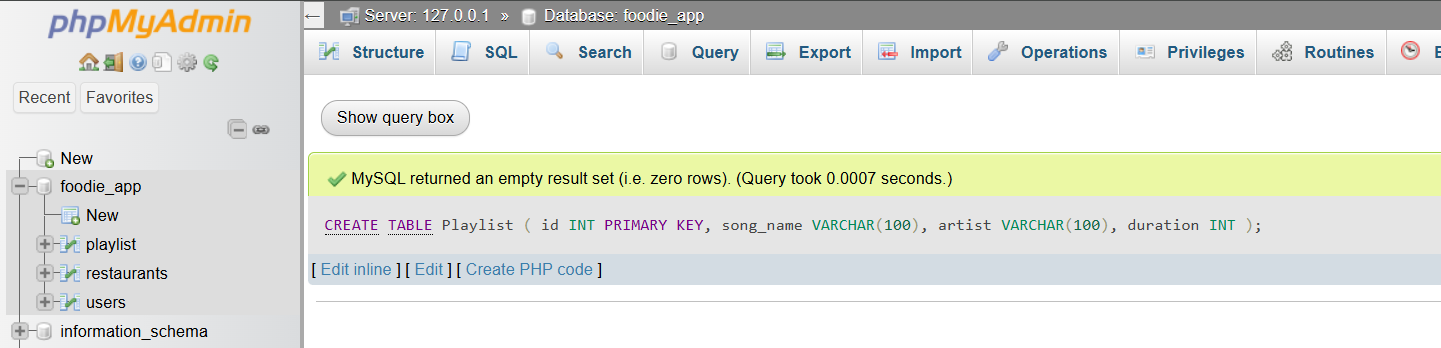 phpMyAdmin
Recent Favorites
New
foodie_app
New
playlist
restaurants
users
information_schema
Server: 127.0.0.1 » Database: foodie_app
Structure SQL Search Query Export Import Operations Privileges Routines E
Show query box
MySQL returned an empty result set (i.e. zero rows). (Query took 0.0007 seconds.)
CREATE TABLE Playlist ( id INT PRIMARY KEY, song_name VARCHAR(100), artist VARCHAR(100), duration INT );
[ Edit inline ] [ Edit ] [ Create PHP code ]